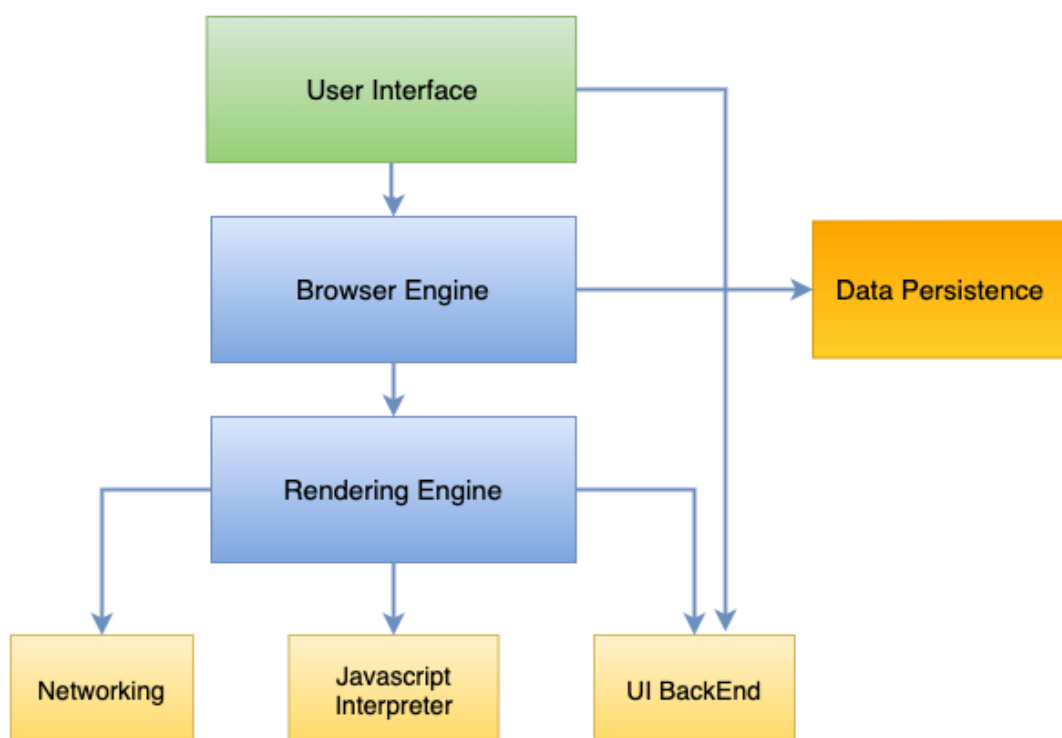 User Interface
Browser Engine
Data Persistence
Rendering Engine
Networking
Javascript
Interpreter
UI BackEnd